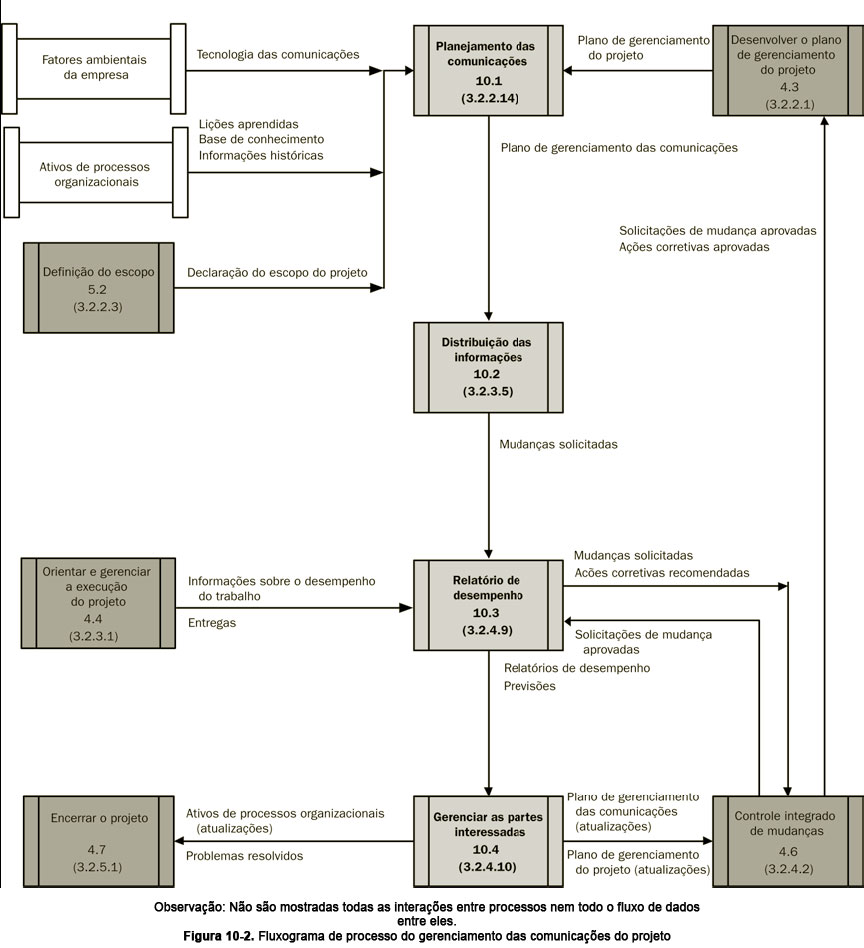 Fatores ambientais
da empresa
Tecnologia das comunicações
Planejamento das
comunicações
10.1
(3.2.2.14)
Plano de gerenciamento
do projeto
Desenvolver o plano
de gerenciamento
do projeto
4.3
(3.2.2.1)
Ativos de processos
organizacionais
Lições aprendidas
Base de conhecimento
Informações históricas
Plano de gerenciamento das comunicações
Solicitações de mudança aprovadas
Ações corretivas aprovadas
Definição do escopo
5.2
(3.2.2.3)
Declaração do escopo do projeto
Distribuição das
informações
10.2
(3.2.3.5)
Mudanças solicitadas
Orientar e gerenciar
a execução
do projeto
4.4
(3.2.3.1)
Informações sobre o desempenho
do trabalho
Entregas
Relatório de
desempenho
10.3
(3.2.4.9)
Mudanças solicitadas
Ações corretivas recomendadas
Solicitações de mudança
aprovadas
Relatórios de desempenho
Previsões
Encerrar o projeto
4.7
(3.2.5.1)
Ativos de processos organizacionais
(atualizações)
Problemas resolvidos
Gerenciar as partes
interessadas
10.4
(3.2.4.10)
Plano de gerenciamento
das comunicações
(atualizações)
Plano de gerenciamento
do projeto (atualizações)
Controle integrado
de mudanças
4.6
(3.2.4.2)
Observação: Não são mostradas todas as interações entre processos nem todo o fluxo de dados
entre eles.
Figura 10-2. Fluxograma de processo do gerenciamento das comunicações do projeto